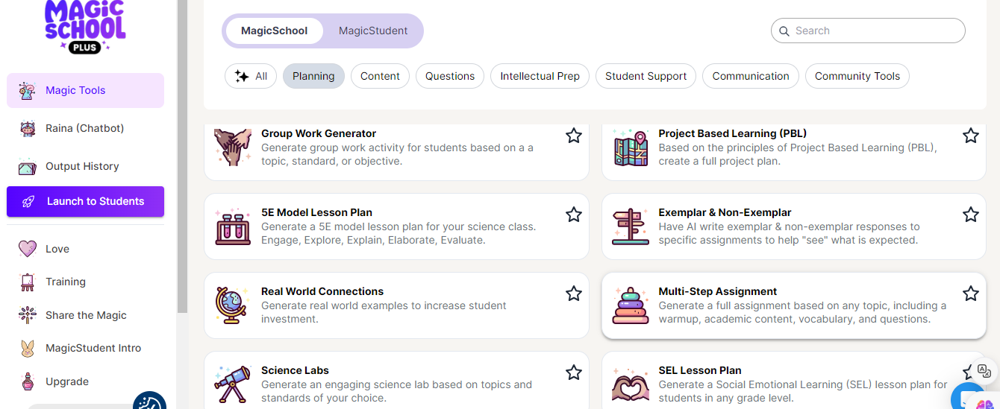 MAGIC
SCHOOL
PLUS
Magic Tools
Raina (Chatbot)
Output History
Launch to Students
Love
Training
Share the Magic
MagicStudent Intro
Upgrade
MagicSchool
MagicStudent
Search
All
Planning
Content
Questions
Intellectual Prep
Student Support
Communication
Community Tools
Group Work Generator
Generate group work activity for students based on a a
topic, standard, or objective.
Project Based Learning (PBL)
Based on the principles of Project Based Learning (PBL),
create a full project plan.
5E Model Lesson Plan
Generate a 5E model lesson plan for your science class.
Engage, Explore, Explain, Elaborate, Evaluate.
Exemplar & Non-Exemplar
Have AI write exemplar & non-exemplar responses to
specific assignments to help "see" what is expected.
Real World Connections
Generate real world examples to increase student
investment.
Multi-Step Assignment
Generate a full assignment based on any topic, including a
warmup, academic content, vocabulary, and questions.
Science Labs
Generate an engaging science lab based on topics and
standards of your choice.
SEL Lesson Plan
Generate a Social Emotional Learning (SEL) lesson plan for
students in any grade level.